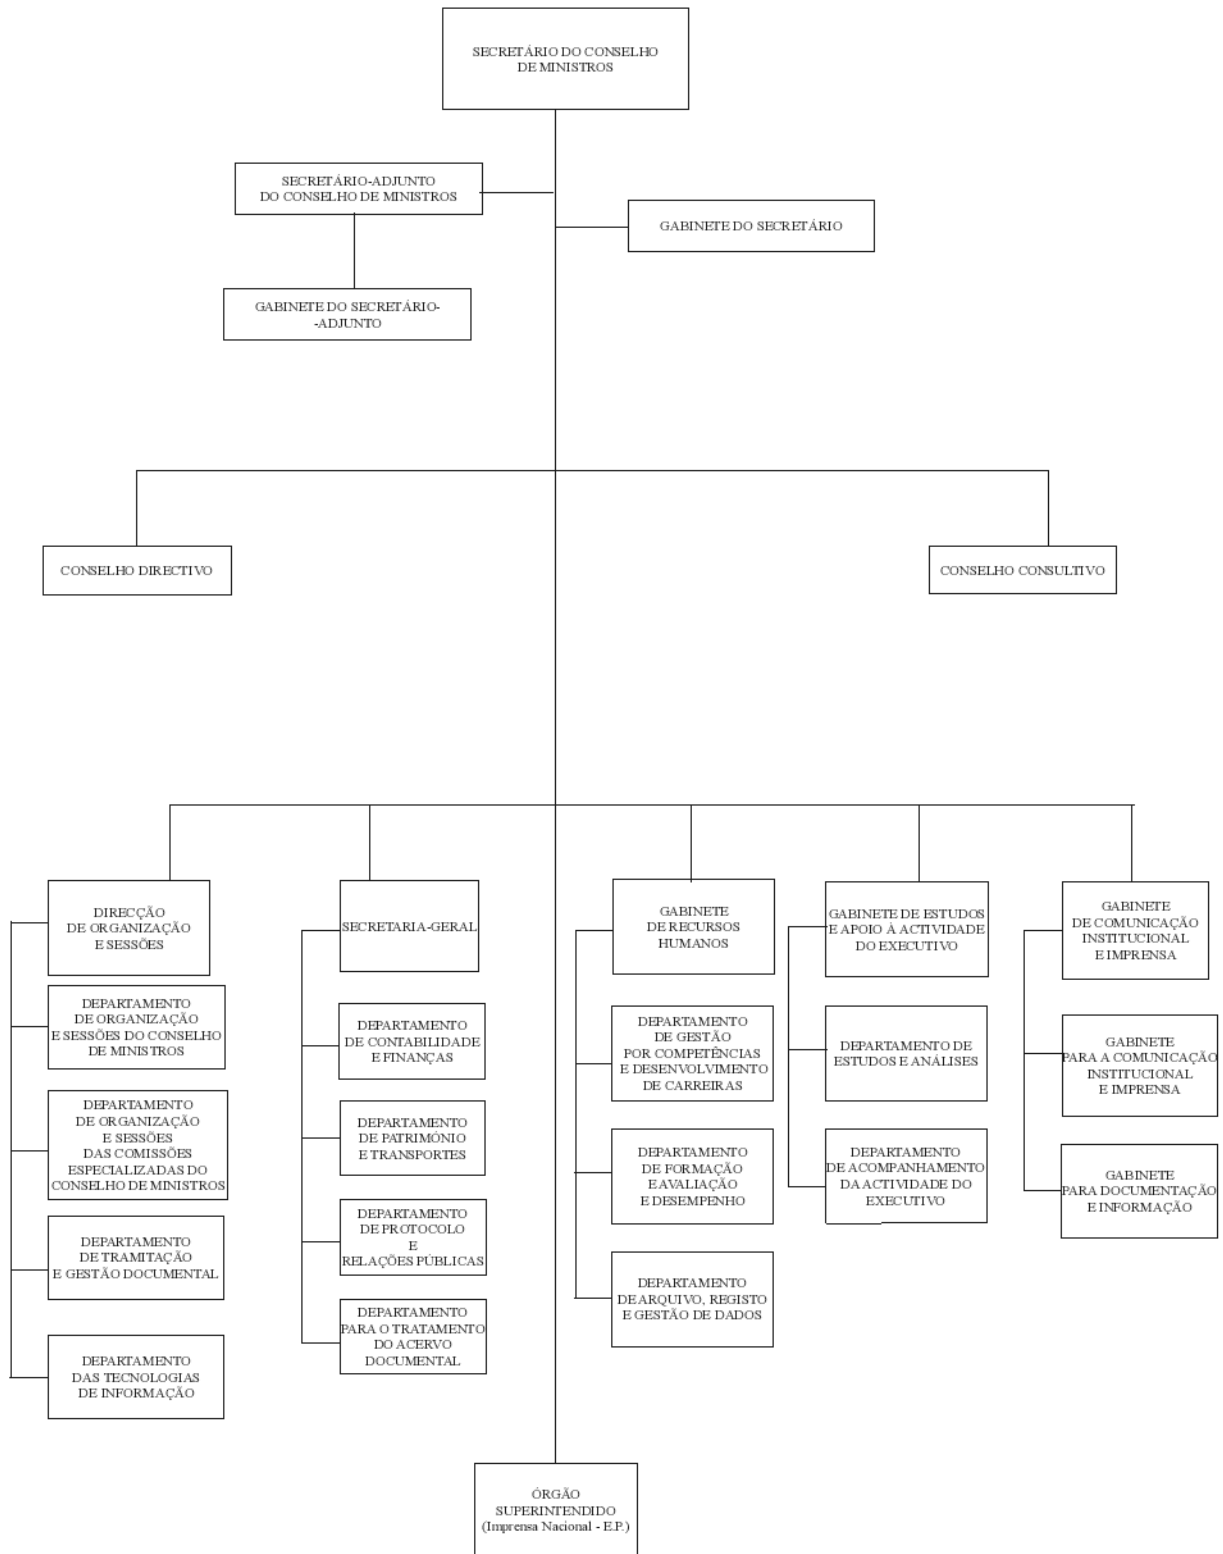 SECRETÁRIO DO CONSELHO
DE MINISTROS
SECRETÁRIO-ADJUNTO
DO CONSELHO DE MINISTROS
GABINETE DO SECRETÁRIO
GABINETE DO SECRETÁRIO-
-ADJUNTO
CONSELHO DIRECTIVO
CONSELHO CONSULTIVO
DIRECÇÃO
DE ORGANIZAÇÃO
E SESSÕES
DEPARTAMENTO
DE ORGANIZAÇÃO
E SESSÕES DO CONSELHO
DE MINISTROS
DEPARTAMENTO
DE ORGANIZAÇÃO
E SESSÕES
DAS COMISSÕES
ESPECIALIZADAS DO
CONSELHO DE MINISTROS
DEPARTAMENTO
DE TRAMITAÇÃO
E GESTÃO DOCUMENTAL
DEPARTAMENTO
DAS TECNOLOGIAS
DE INFORMAÇÃO
SECRETARIA-GERAL
DEPARTAMENTO
DE CONTABILIDADE
E FINANÇAS
DEPARTAMENTO
DE PATRIMÓNIO
E TRANSPORTES
DEPARTAMENTO
DE PROTOCOLO
E
RELAÇÕES PÚBLICAS
DEPARTAMENTO
PARA O TRATAMENTO
DO ACERVO
DOCUMENTAL
GABINETE
DE RECURSOS
HUMANOS
DEPARTAMENTO
DE GESTÃO
POR COMPETÊNCIAS
E DESENVOLVIMENTO
DE CARREIRAS
DEPARTAMENTO
DE FORMAÇÃO
E AVALIAÇÃO
E DESEMPENHO
DEPARTAMENTO
DE ARQUIVO, REGISTO
E GESTÃO DE DADOS
GABINETE DE ESTUDOS
E APOIO À ACTIVIDADE
DO EXECUTIVO
DEPARTAMENTO DE
ESTUDOS E ANÁLISES
DEPARTAMENTO
DE ACOMPANHAMENTO
DA ACTIVIDADE DO
EXECUTIVO
GABINETE
DE COMUNICAÇÃO
INSTITUCIONAL
E IMPRENSA
GABINETE
PARA A COMUNICAÇÃO
INSTITUCIONAL
E IMPRENSA
GABINETE
PARA DOCUMENTAÇÃO
E INFORMAÇÃO
ÓRGÃO
SUPERINTENDIDO
(Imprensa Nacional - E.P.)